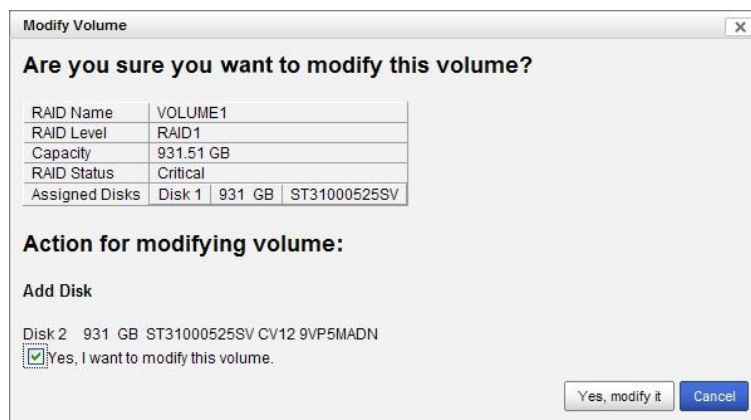 Modify Volume
Are you sure you want to modify this volume?
RAID Name VOLUME1
RAID Level RAID1
Capacity 931.51 GB
RAID Status Critical
Assigned Disks Disk 1 931 GB ST31000525SV
Action for modifying volume:
Add Disk
Disk 2 931 GB ST31000525SV CV12 9VP5MADN
Yes, I want to modify this volume.
Yes, modify it Cancel